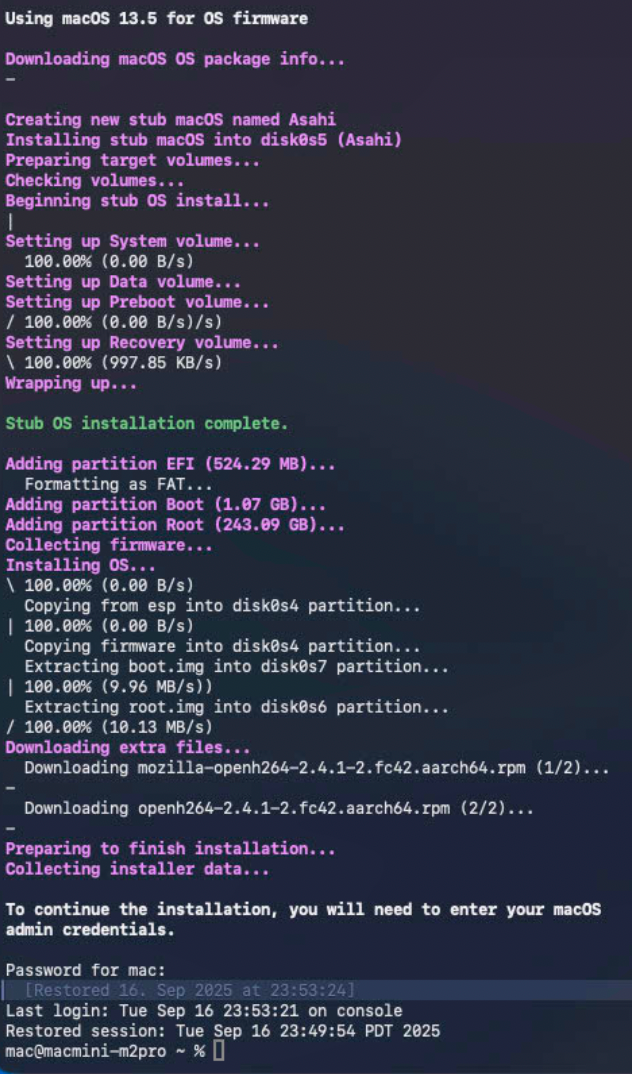 Using macOS 13.5 for OS firmware
Downloading macOS OS package info...
–
Creating new stub macOS named Asahi
Installing stub macOS into disk0s5 (Asahi)
Preparing target volumes...
Checking volumes...
Beginning stub OS install...
|
Setting up System volume...
  100.00% (0.00 B/s)
Setting up Data volume...
Setting up Preboot volume...
/ 100.00% (0.00 B/s)/s)
Setting up Recovery volume...
\ 100.00% (997.85 KB/s)
Wrapping up...
Stub OS installation complete.
Adding partition EFI (524.29 MB)...
  Formatting as FAT...
Adding partition Boot (1.07 GB)...
Adding partition Root (243.09 GB)...
Collecting firmware...
Installing OS...
\ 100.00% (0.00 B/s)
  Copying from esp into disk0s4 partition...
| 100.00% (0.00 B/s)
  Copying firmware into disk0s4 partition...
  Extracting boot.img into disk0s7 partition...
| 100.00% (9.96 MB/s))
  Extracting root.img into disk0s6 partition...
/ 100.00% (10.13 MB/s)
Downloading extra files...
  Downloading mozilla-openh264-2.4.1-2.fc42.aarch64.rpm (1/2)...
–
  Downloading openh264-2.4.1-2.fc42.aarch64.rpm (2/2)...
–
Preparing to finish installation...
Collecting installer data...
To continue the installation, you will need to enter your macOS
admin credentials.
Password for mac:
  [Restored 16. Sep 2025 at 23:53:24]
Last login: Tue Sep 16 23:53:21 on console
Restored session: Tue Sep 16 23:49:54 PDT 2025
mac@macmini-m2pro ~ %